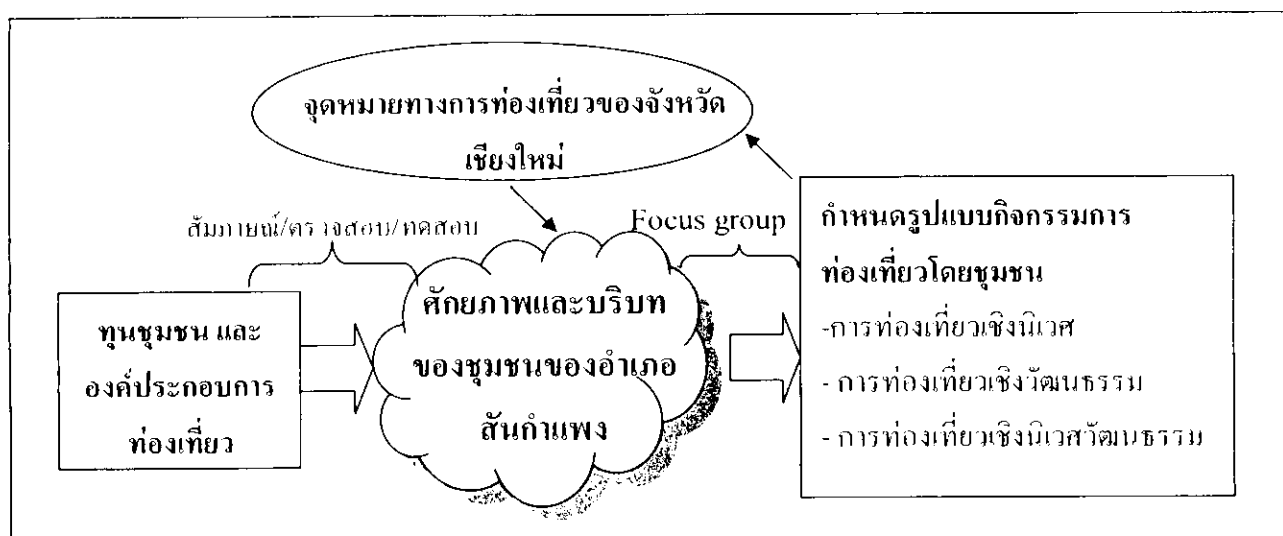 จุดหมายทางการท่องเที่ยวของจังหวัด
เชียงใหม่
สัมภาษณ์/ตรวจสอบ/ทดสอบ
Focus group
ทุนชุมชน และ
องค์ประกอบการ
ท่องเที่ยว
ศักยภาพและบริบท
ของชุมชนของอำเภอ
สันกำแพง
กำหนดรูปแบบกิจกรรมการ
ท่องเที่ยวโดยชุมชน
-การท่องเที่ยวเชิงนิเวศ
- การท่องเที่ยวเชิงวัฒนธรรม
- การท่องเที่ยวเชิงนิเวศวัฒนธรรม